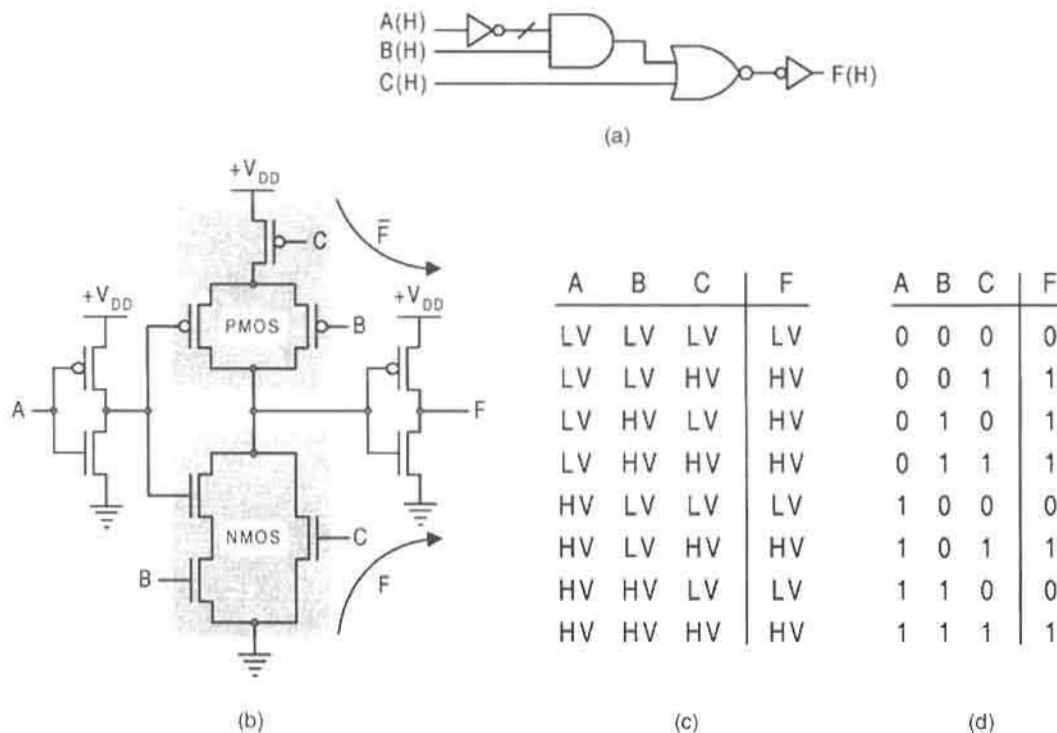 A(H)
B(H)
C(H)
F(H)
(a)
+VDD
F̅
C
+VDD
PMOS
B
+VDD
A
F
NMOS
C
B
F
(b)
A B C F
LV LV LV LV
LV LV HV HV
LV HV LV HV
LV HV HV HV
HV LV LV LV
HV LV HV HV
HV HV LV LV
HV HV HV HV
(c)
A B C F
0 0 0 0
0 0 1 1
0 1 0 1
0 1 1 1
1 0 0 0
1 0 1 1
1 1 0 0
1 1 1 1
(d)